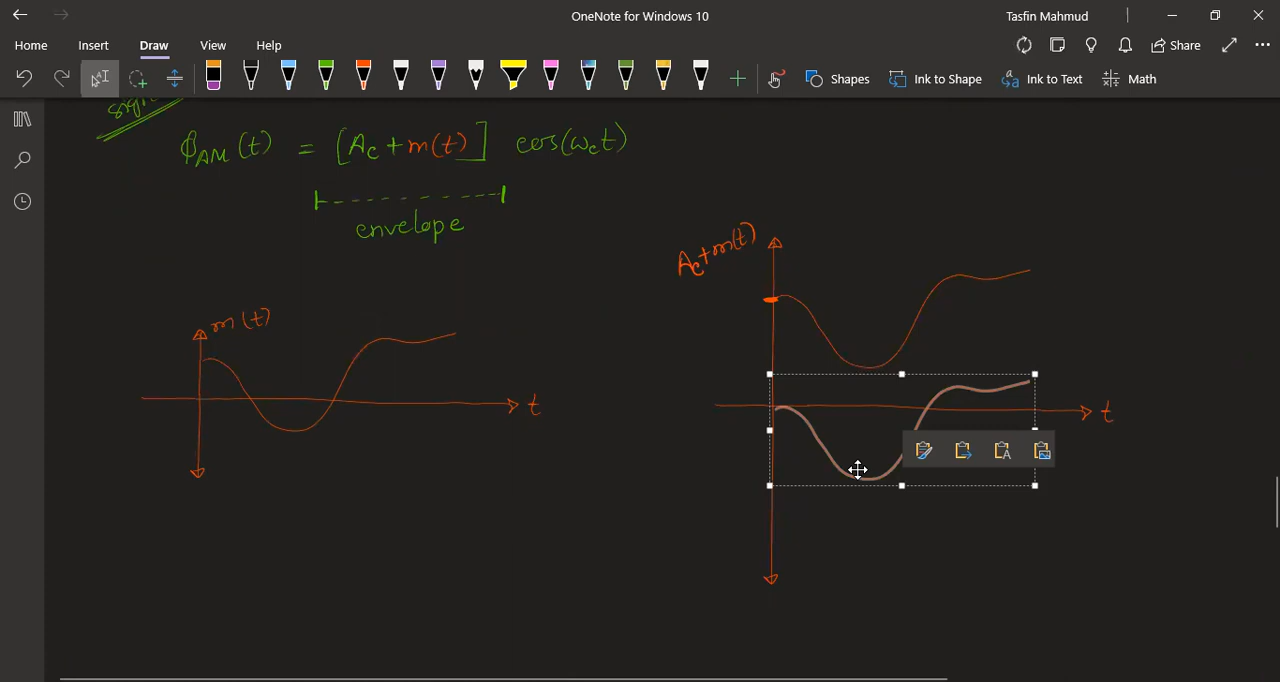 OneNote for Windows 10
Tasfin Mahmud
Home Insert Draw View Help
Share
Shapes Ink to Shape Ink to Text Math
ϕAM (t) = [Ac + m(t)] cos(ωct)
envelope
Ac+m(t)
m(t)
t
t